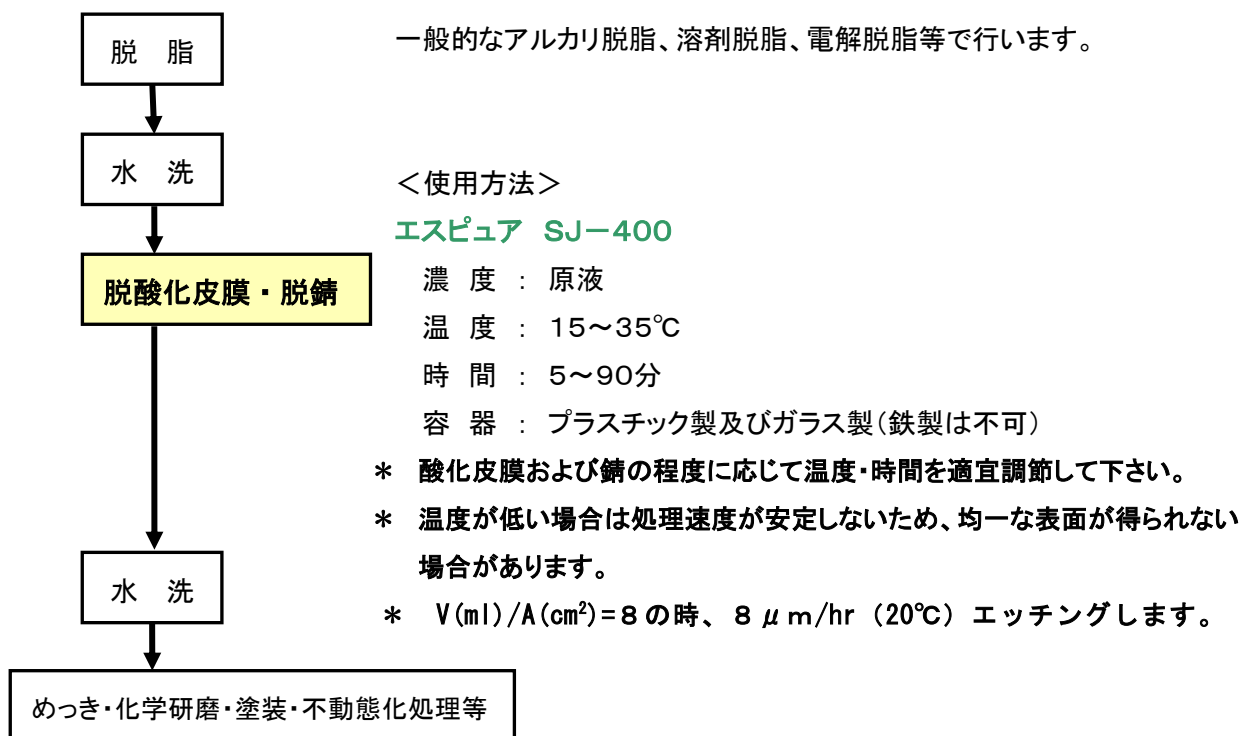 脱　脂
一般的なアルカリ脱脂、溶剤脱脂、電解脱脂等で行います。
水　洗
＜使用方法＞
エスピュア　ＳＪ－４００
脱酸化皮膜・脱錆
濃　度　：　原液
温　度　：　１５～３５℃
時　間　：　５～９０分
容　器　：　プラスチック製及びガラス製（鉄製は不可）
＊　酸化皮膜および錆の程度に応じて温度・時間を適宜調節して下さい。
＊　温度が低い場合は処理速度が安定しないため、均一な表面が得られない
場合があります。
水　洗
＊　V(ml)/A(cm²)=８の時、８μｍ/hr（20℃）エッチングします。
めっき・化学研磨・塗装・不動態化処理等